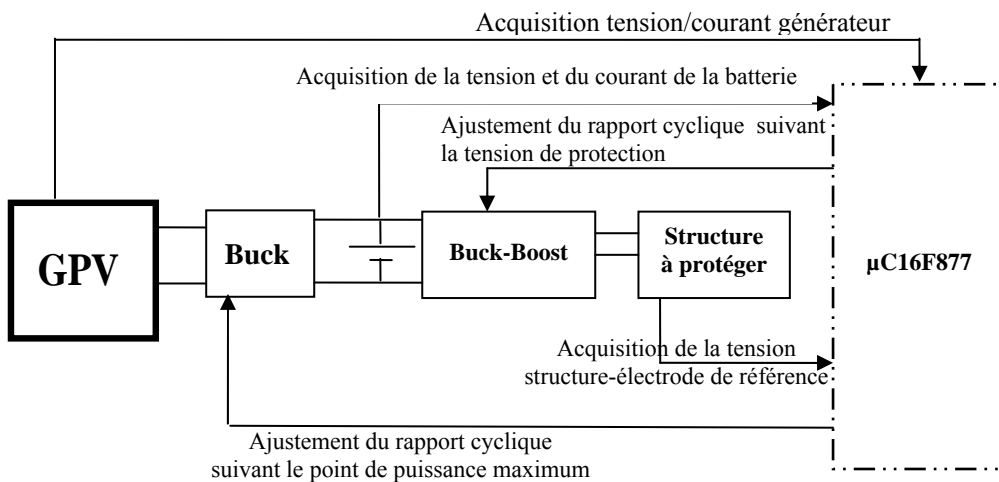 Acquisition tension/courant générateur
Acquisition de la tension et du courant de la batterie
Ajustement du rapport cyclique suivant
la tension de protection
GPV
Buck
Buck-Boost
Structure
à protéger
µC16F877
Acquisition de la tension
structure-électrode de référence
Ajustement du rapport cyclique
suivant le point de puissance maximum